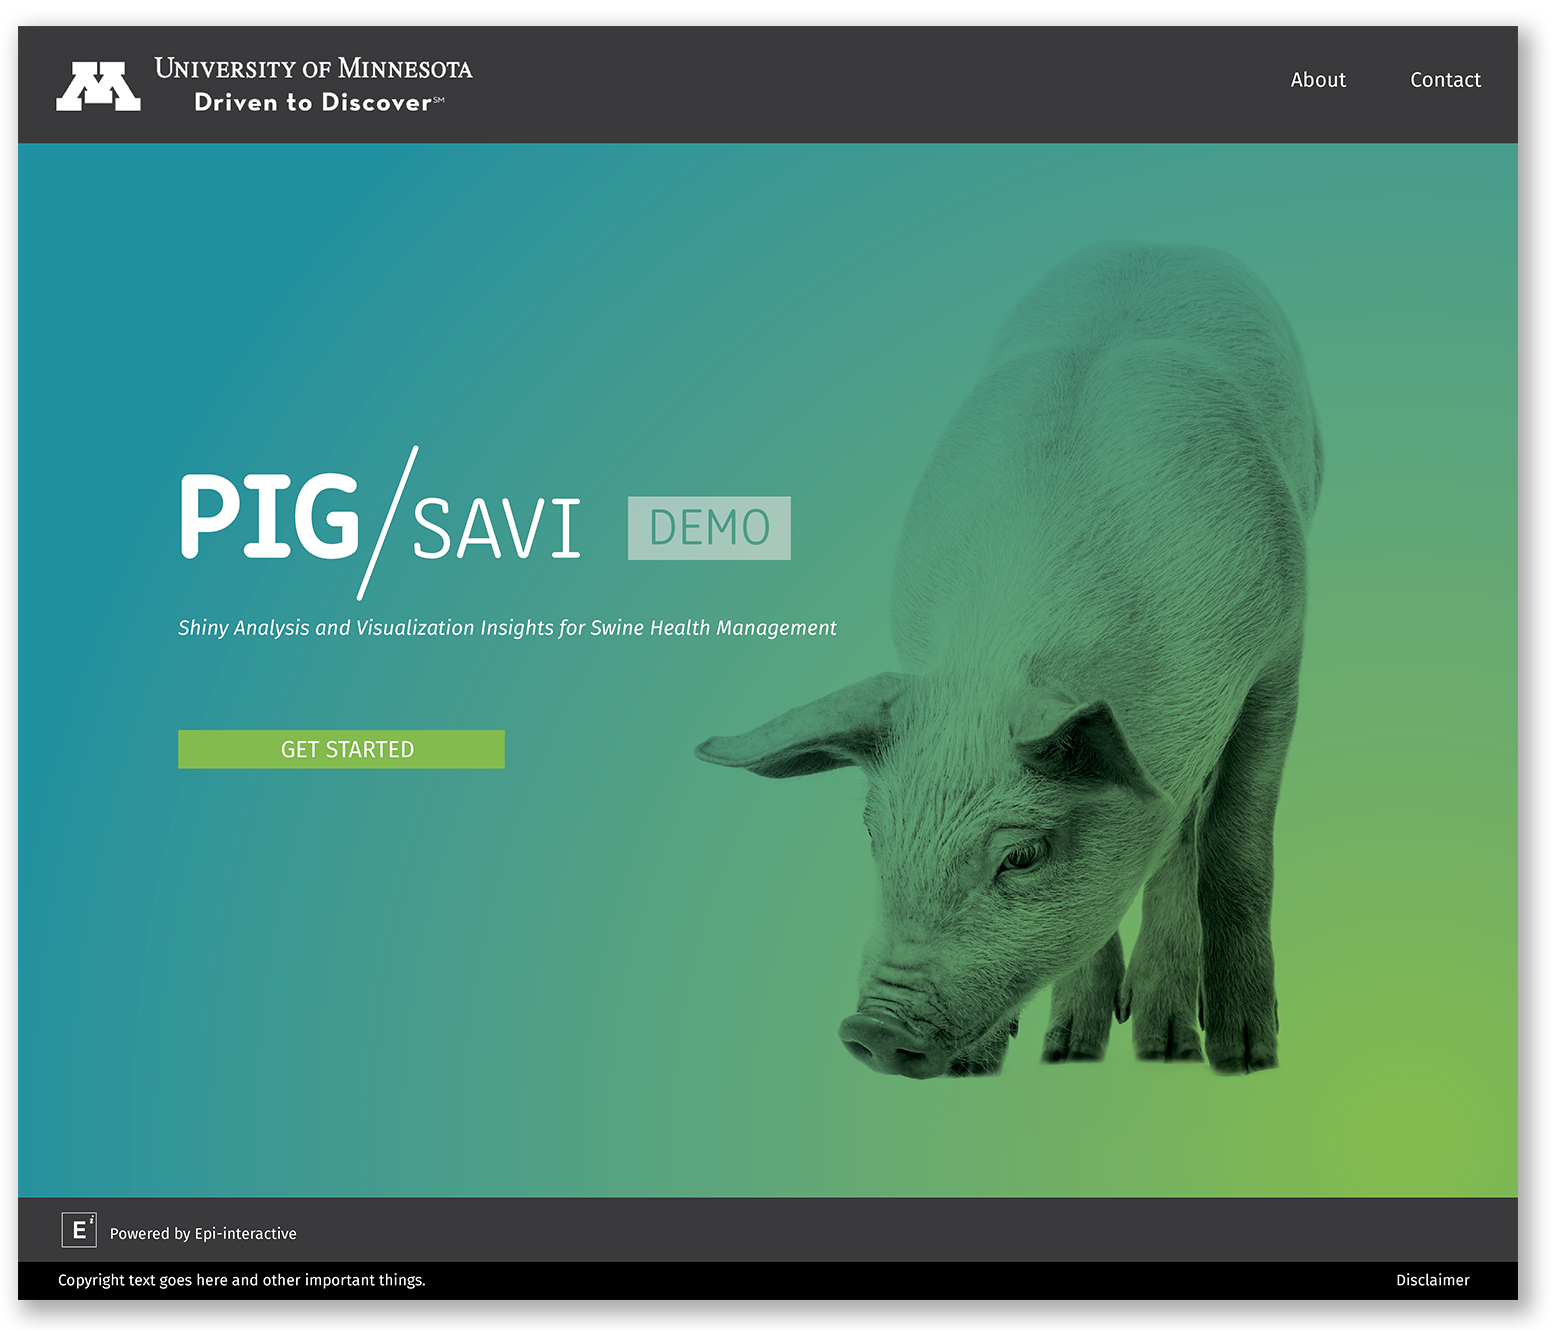 M
UNIVERSITY OF MINNESOTA
Driven to Discover℠
About
Contact
PIG/SAVI
DEMO
Shiny Analysis and Visualization Insights for Swine Health Management
GET STARTED
Ei
Powered by Epi-interactive
Copyright text goes here and other important things.
Disclaimer